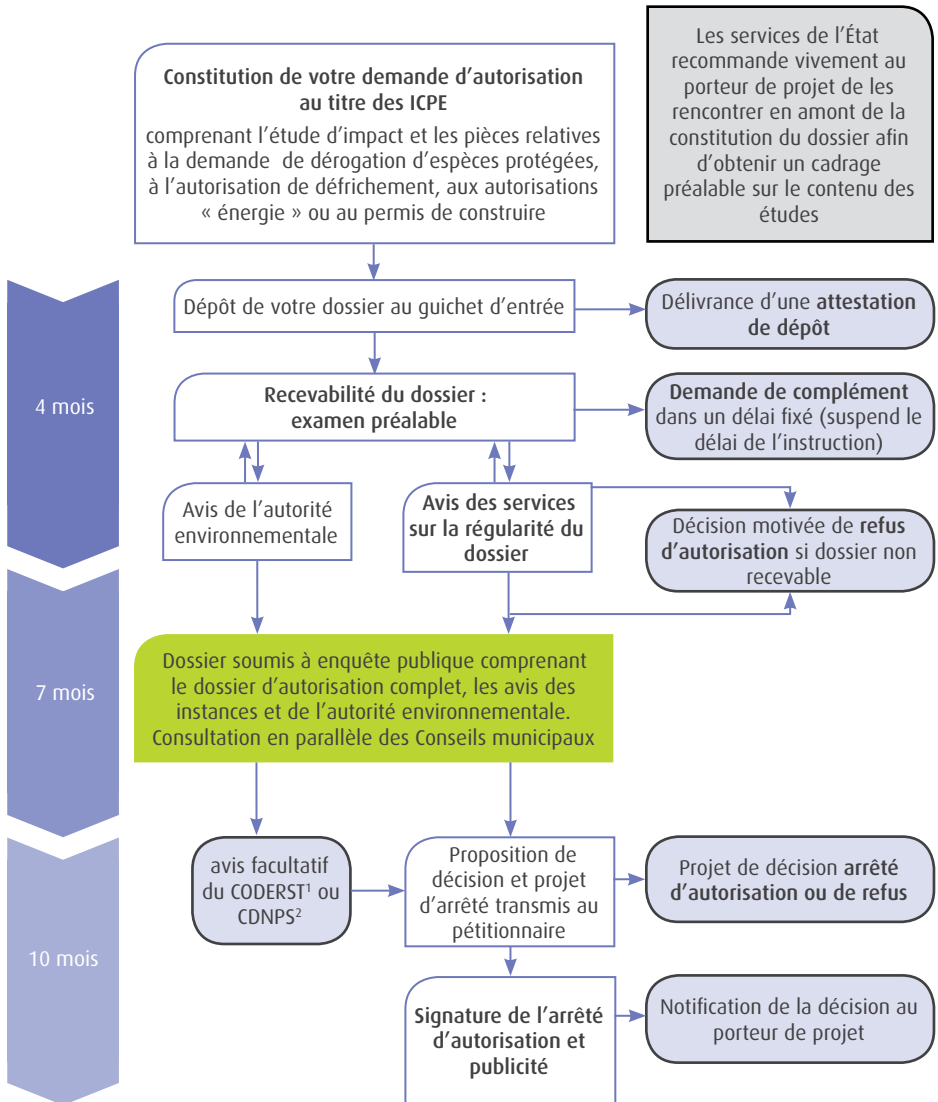 Constitution de votre demande d'autorisation
au titre des ICPE
comprenant l'étude d'impact et les pièces relatives
à la demande de dérogation d'espèces protégées,
à l'autorisation de défrichement, aux autorisations
« énergie » ou au permis de construire
Les services de l'État
recommande vivement au
porteur de projet de les
rencontrer en amont de la
constitution du dossier afin
d'obtenir un cadrage
préalable sur le contenu des
études
4 mois
Dépôt de votre dossier au guichet d'entrée
Délivrance d'une attestation
de dépôt
Recevabilité du dossier :
examen préalable
Demande de complément
dans un délai fixé (suspend le
délai de l'instruction)
Avis de l'autorité
environnementale
Avis des services
sur la régularité du
dossier
Décision motivée de refus
d'autorisation si dossier non
recevable
7 mois
Dossier soumis à enquête publique comprenant
le dossier d'autorisation complet, les avis des
instances et de l'autorité environnementale.
Consultation en parallèle des Conseils municipaux
10 mois
avis facultatif
du CODERST¹ ou
CDNPS²
Proposition de
décision et projet
d'arrêté transmis au
pétitionnaire
Projet de décision arrêté
d'autorisation ou de refus
Signature de l'arrêté
d'autorisation et
publicité
Notification de la décision au
porteur de projet